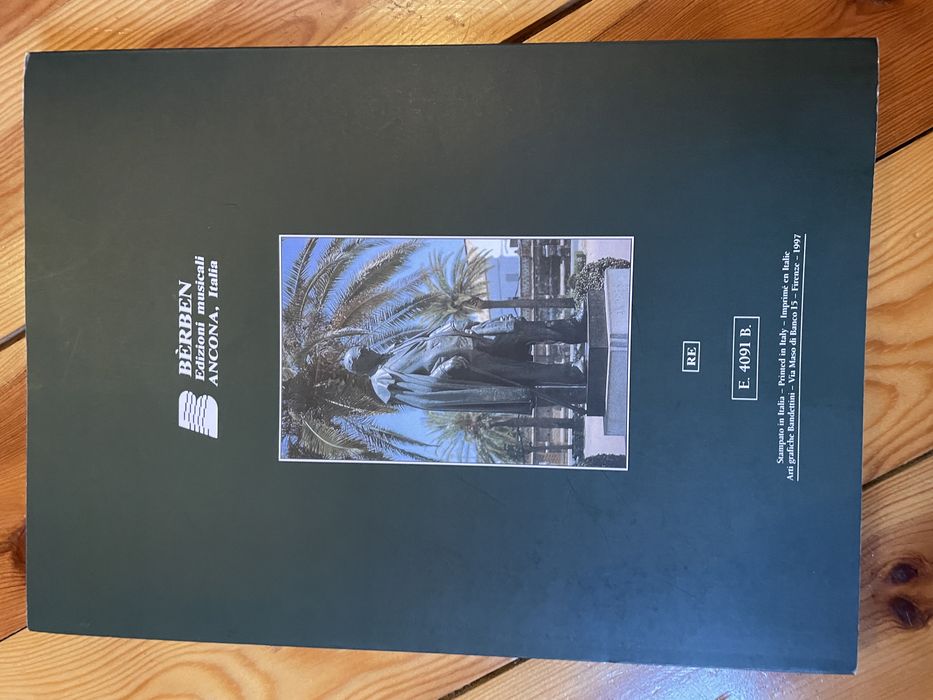 BÈRBEN
Edizioni musicali
ANCONA, Italia
RE
E. 4091 B.
Stampato in Italia – Printed in Italy – Imprimé en Italie
Arti grafiche Bandettini – Via Maso di Banco 15 – Firenze – 1997